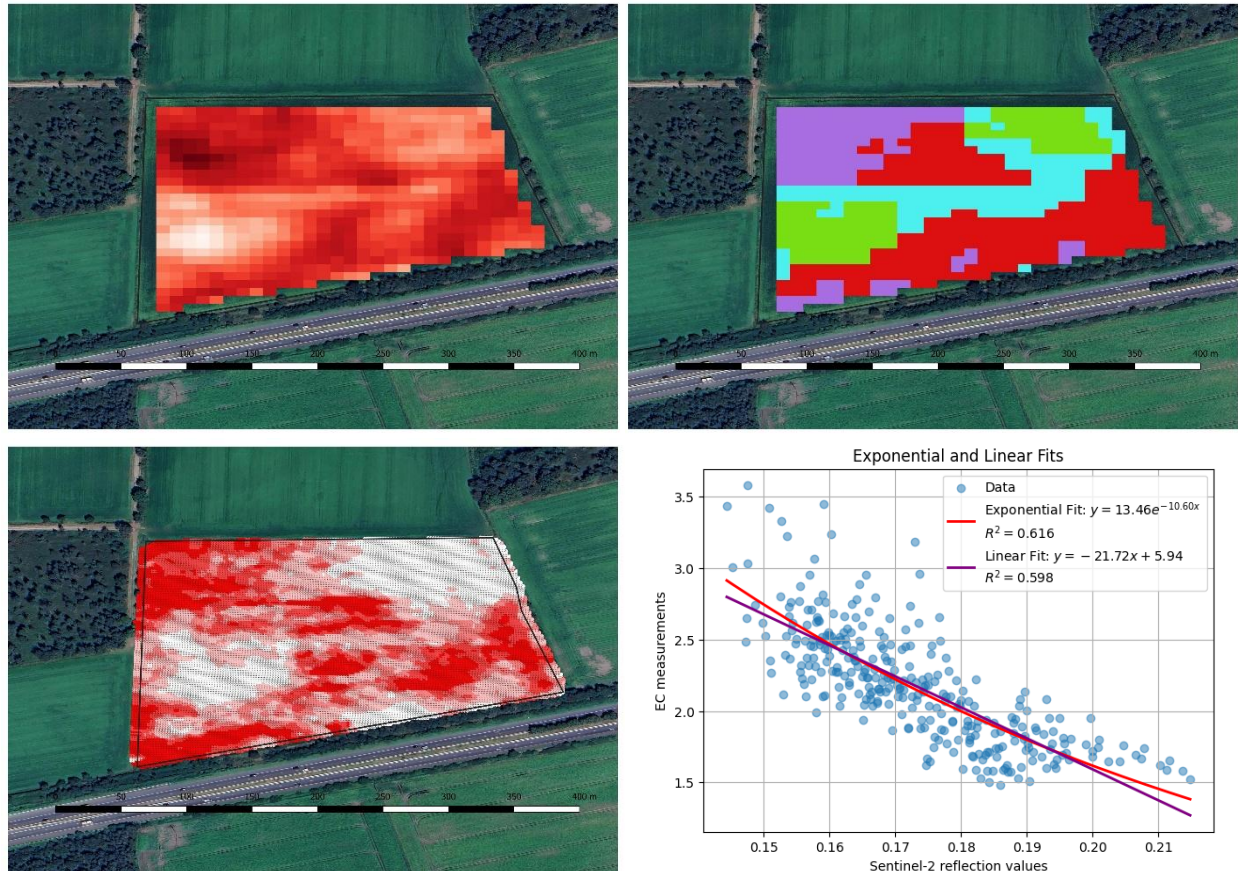 0 50 100 150 200 250 300 350 400 m
0 50 100 150 200 250 300 350 400 m
0 50 100 150 200 250 300 350 400 m
Exponential and Linear Fits
Data
Exponential Fit: y = 13.46e^{-10.60x}
R² = 0.616
Linear Fit: y = −21.72x + 5.94
R² = 0.598
EC measurements
3.5
3.0
2.5
2.0
1.5
0.15 0.16 0.17 0.18 0.19 0.20 0.21
Sentinel-2 reflection values